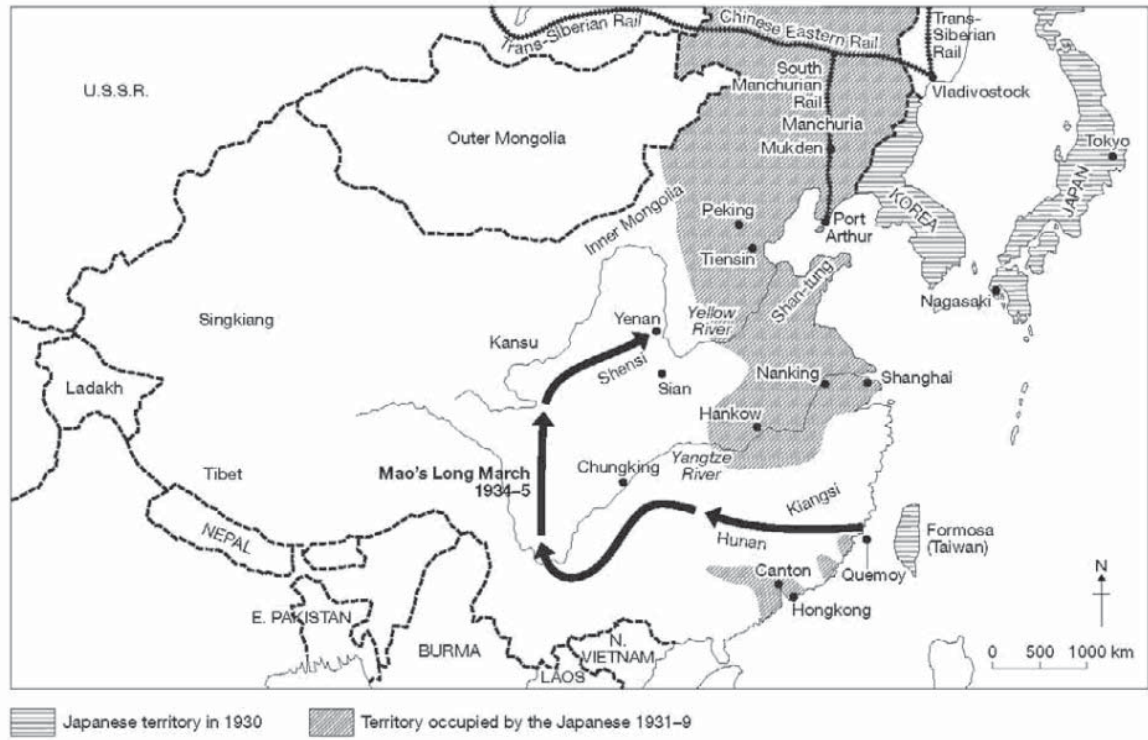 Trans-Siberian Rail
Chinese Eastern Rail
Trans-
Siberian
Rail
U.S.S.R.
South
Manchurian
Rail
Vladivostock
Outer Mongolia
Manchuria
Mukden
Tokyo
JAPAN
KOREA
Inner Mongolia
Peking
Port
Arthur
Tiensin
Shan-tung
Nagasaki
Singkiang
Yenan
Yellow
River
Kansu
Shensi
Sian
Nanking
Shanghai
Ladakh
Hankow
Tibet
Mao's Long March
1934–5
Chungking
Yangtze
River
Kiangsi
NEPAL
Hunan
Formosa
(Taiwan)
Quemoy
Canton
Hongkong
N
E. PAKISTAN
BURMA
N.
VIETNAM
LAOS
0 500 1000 km
Japanese territory in 1930
Territory occupied by the Japanese 1931–9